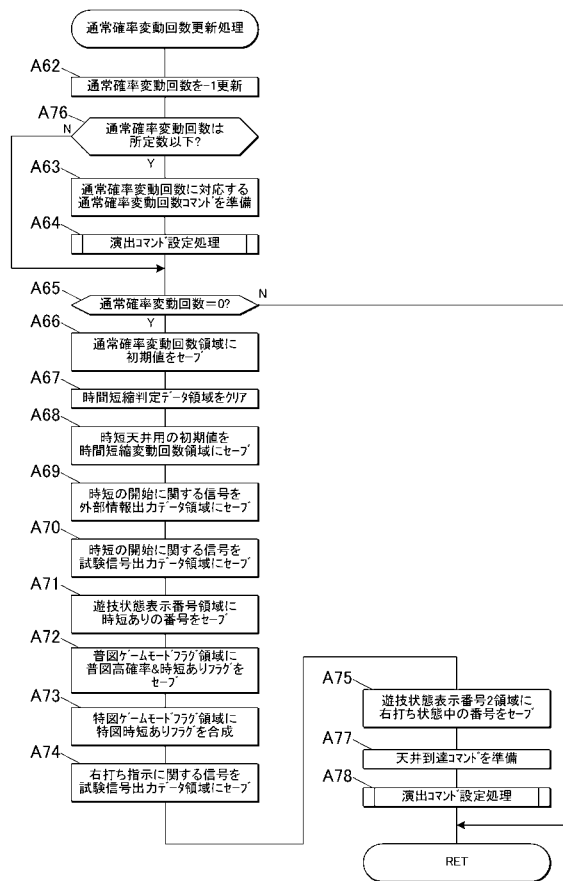 通常確率変動回数更新処理
A62
通常確率変動回数を-1更新
A76
通常確率変動回数は
所定数以下?
N
Y
A63
通常確率変動回数に対応する
通常確率変動回数コマンドを準備
A64
演出コマンド設定処理
A65
通常確率変動回数=0?
N
Y
A66
通常確率変動回数領域に
初期値をセーブ
A67
時間短縮判定データ領域をクリア
A68
時短天井用の初期値を
時間短縮変動回数領域にセーブ
A69
時短の開始に関する信号を
外部情報出力データ領域にセーブ
A70
時短の開始に関する信号を
試験信号出力データ領域にセーブ
A71
遊技状態表示番号領域に
時短ありの番号をセーブ
A72
普図ゲームモードフラグ領域に
普図高確率&時短ありフラグを
セーブ
A73
特図ゲームモードフラグ領域に
特図時短ありフラグを合成
A74
右打ち指示に関する信号を
試験信号出力データ領域にセーブ
A75
遊技状態表示番号2領域に
右打ち状態中の番号をセーブ
A77
天井到達コマンドを準備
A78
演出コマンド設定処理
RET